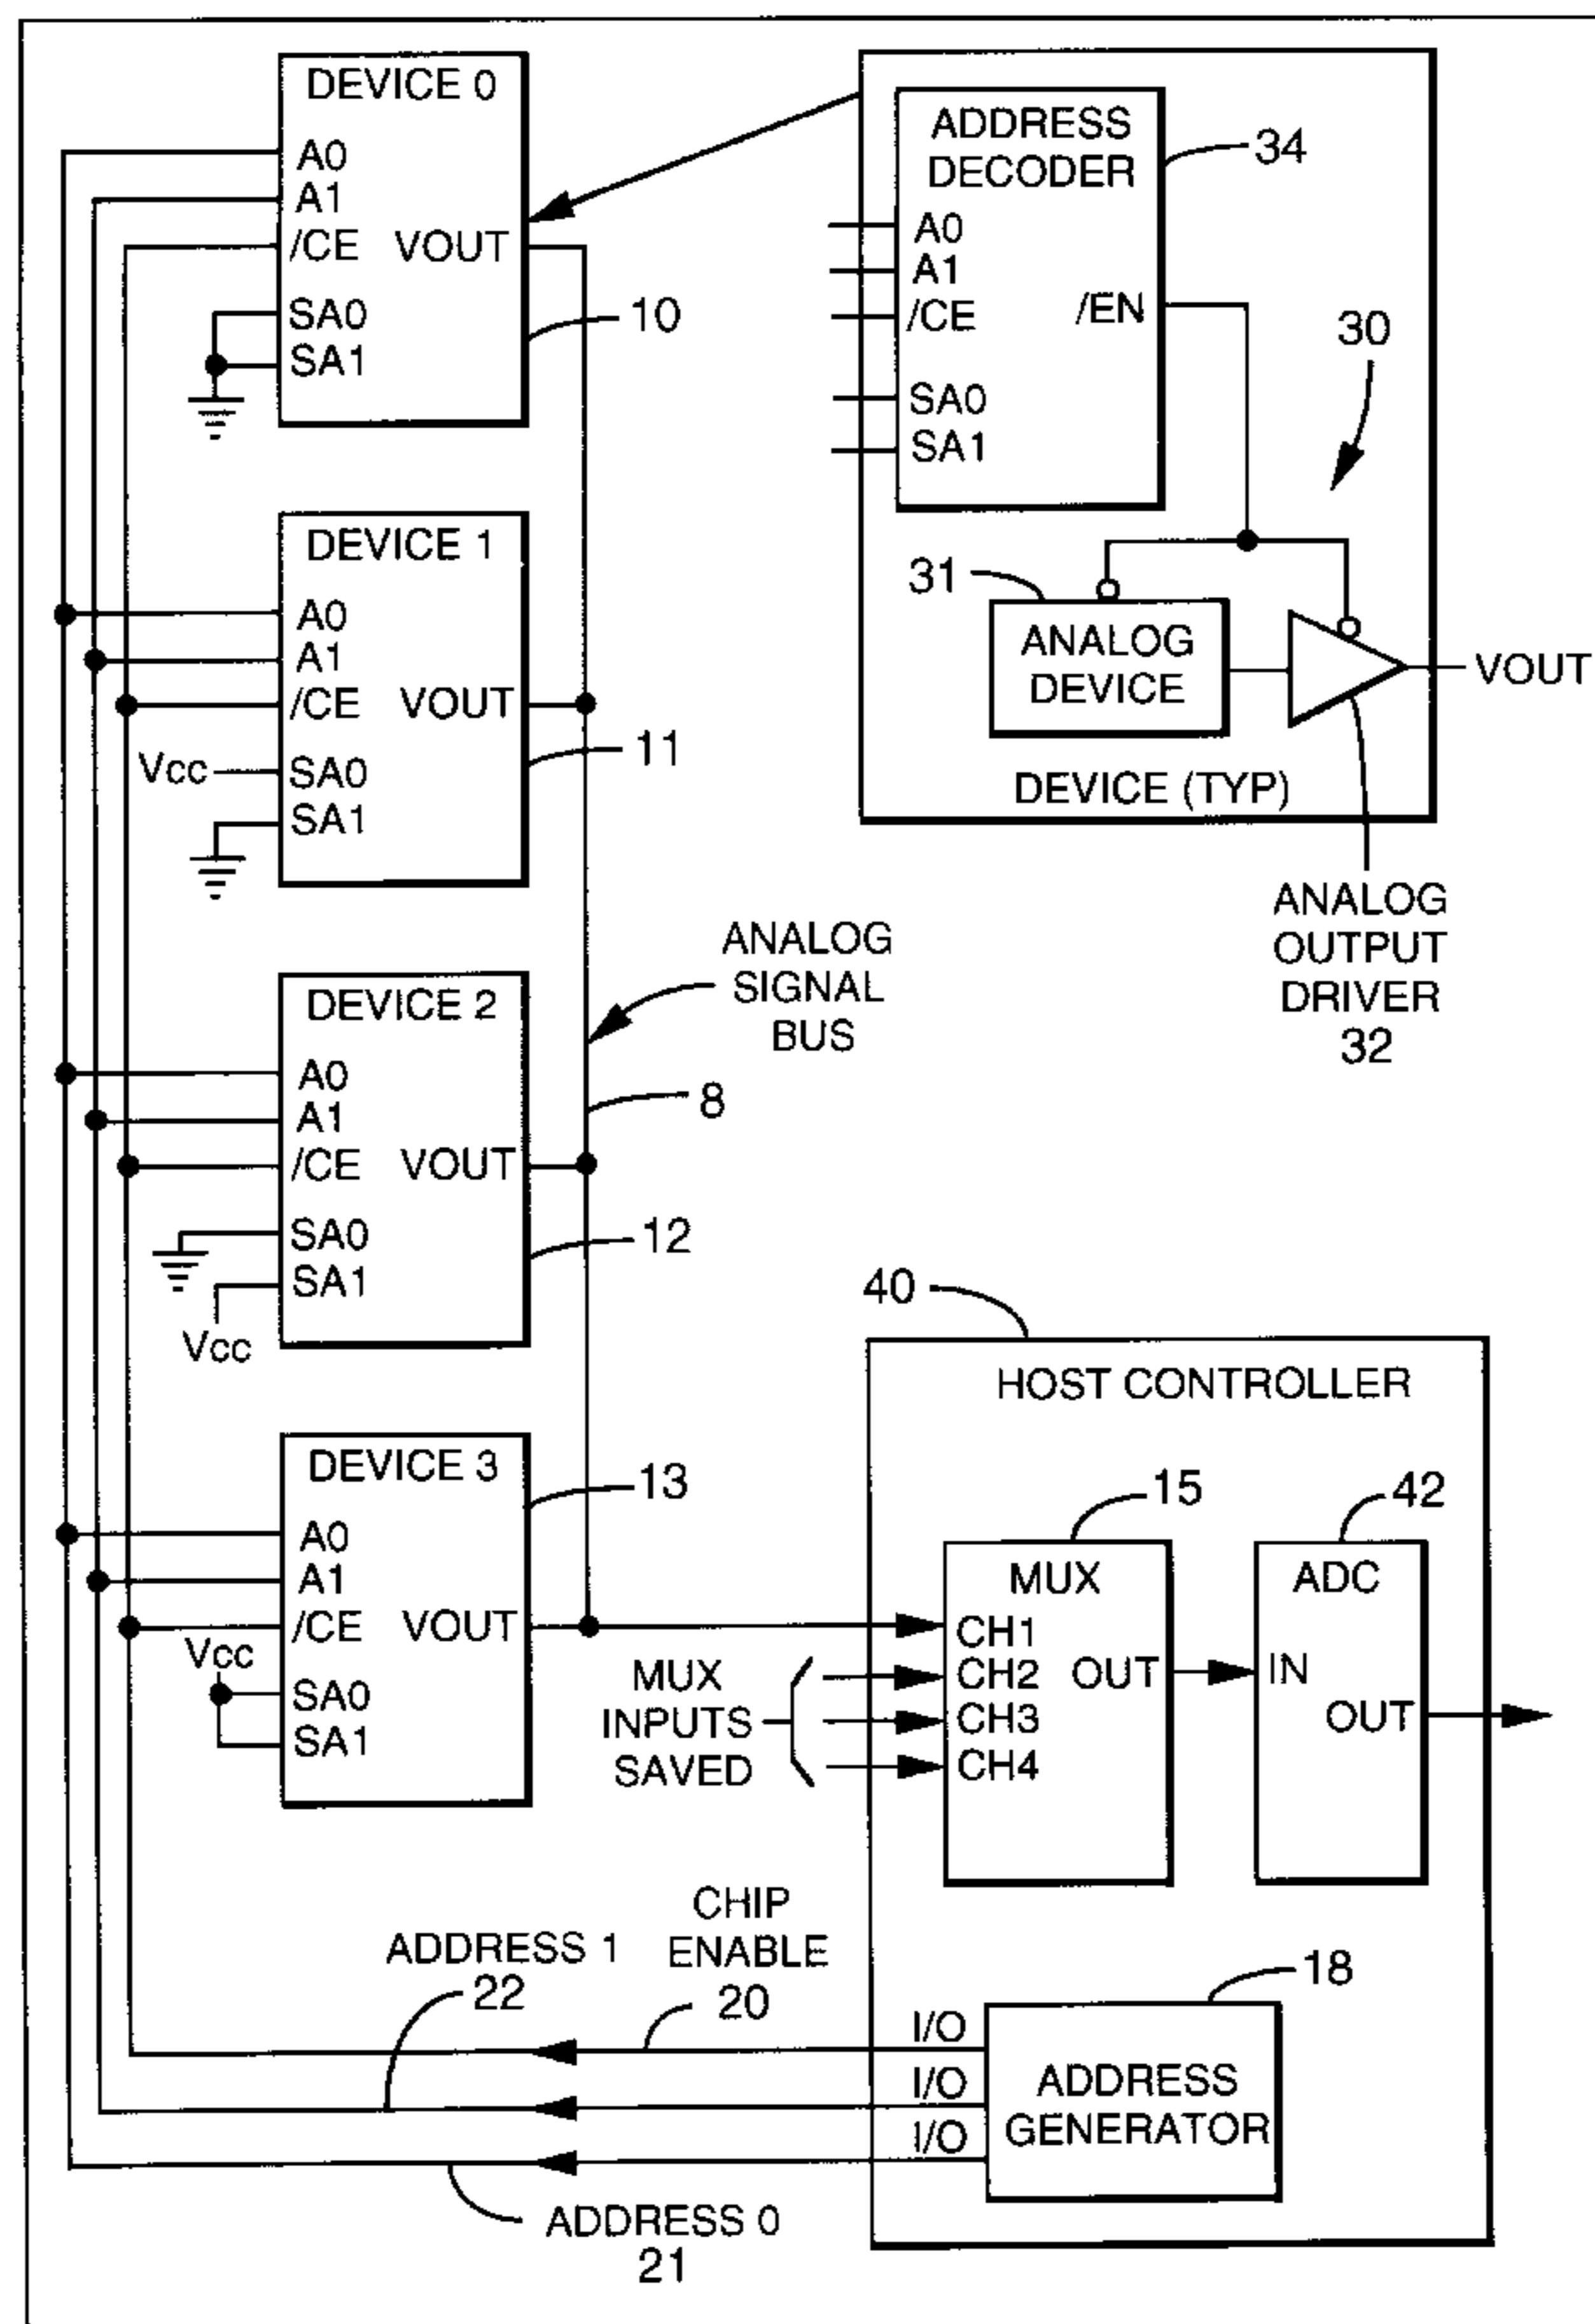 DEVICE 0
A0
A1
/CE VOUT
SA0
SA1
10
DEVICE 1
A0
A1
/CE VOUT
Vcc
SA0
SA1
11
DEVICE 2
A0
A1
/CE VOUT
SA0
SA1
Vcc
12
DEVICE 3
A0
A1
/CE VOUT
Vcc
SA0
SA1
13
ANALOG
SIGNAL
BUS
8
ADDRESS
DECODER
34
A0
A1
/CE
/EN
SA0
SA1
30
31
ANALOG
DEVICE
VOUT
DEVICE (TYP)
ANALOG
OUTPUT
DRIVER
32
40
HOST CONTROLLER
15
MUX
CH1
CH2
CH3
CH4
OUT
42
ADC
IN
OUT
MUX
INPUTS
SAVED
CHIP
ENABLE
20
ADDRESS 1
22
18
I/O
I/O
I/O
ADDRESS
GENERATOR
ADDRESS 0
21